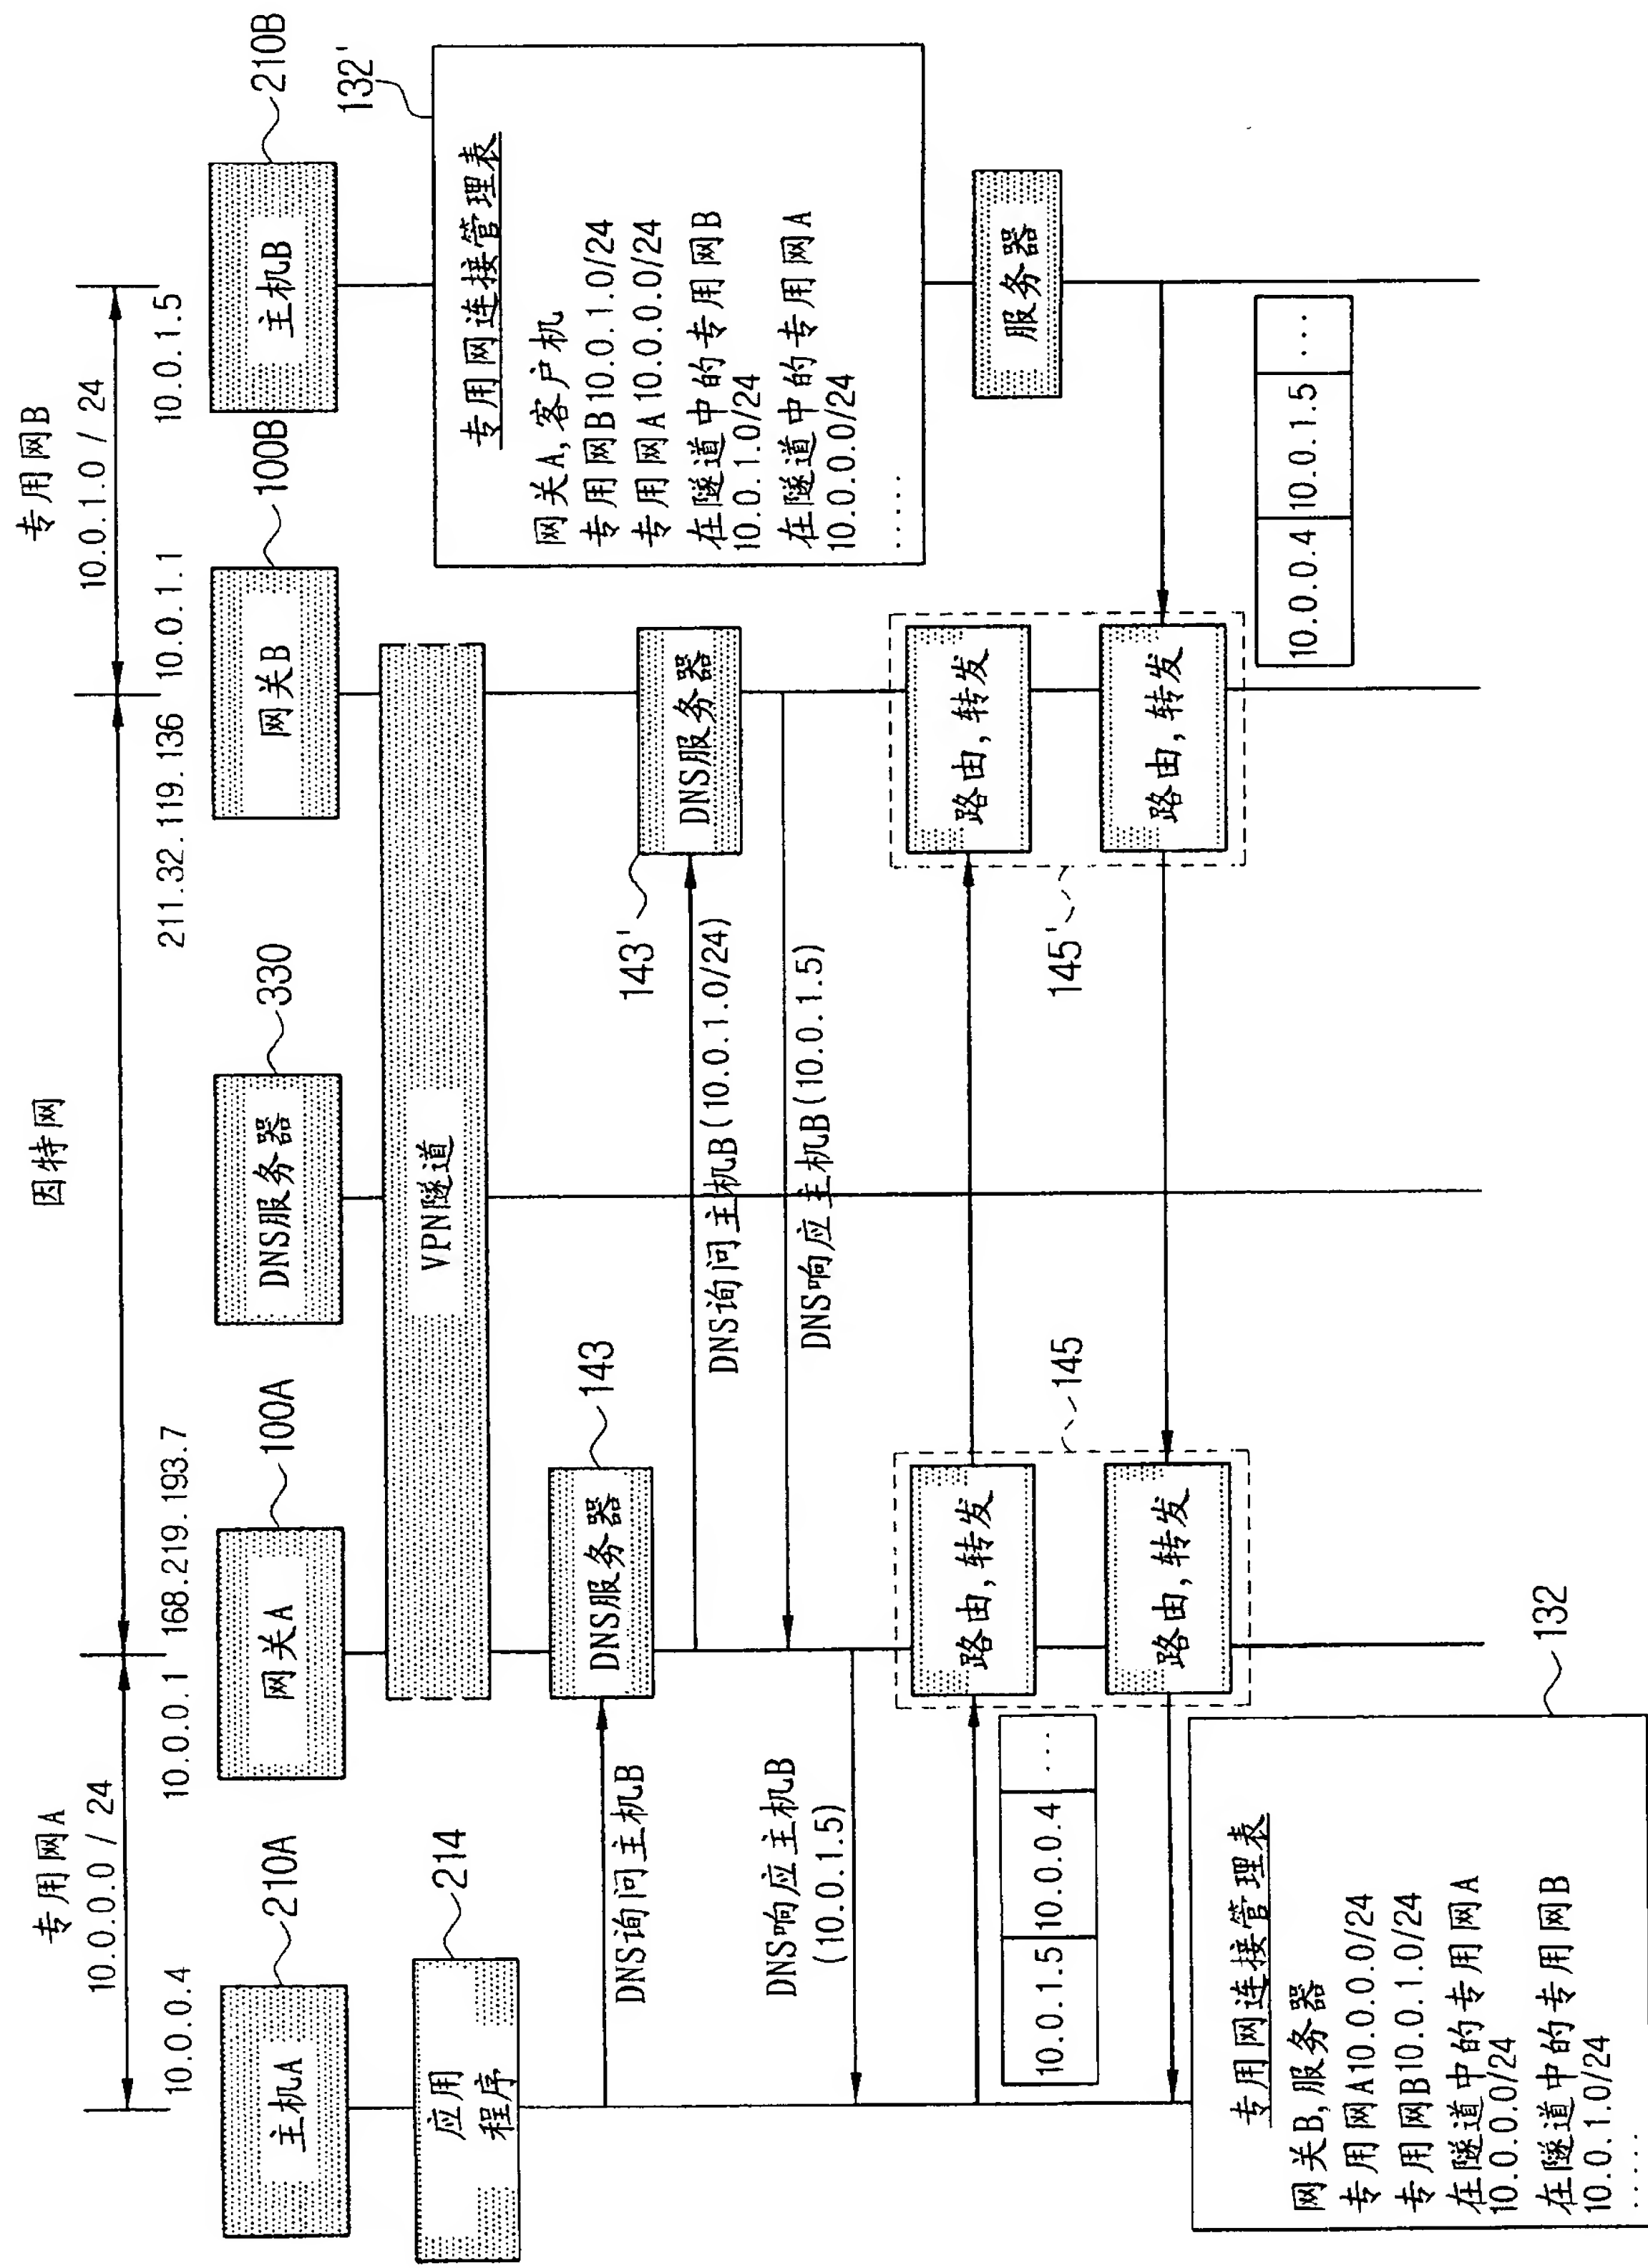 专用网A
10.0.0.0 / 24
因特网
专用网B
10.0.1.0 / 24
10.0.0.4
10.0.0.1
168.219.193.7
211.32.119.136
10.0.1.1
10.0.1.5
210A
100A
330
100B
210B
主机A
网关A
DNS服务器
网关B
主机B
132'
214
应用
程序
VPN隧道
专用网连接管理表
网关A,客户机
专用网B10.0.1.0/24
专用网A10.0.0.0/24
在隧道中的专用网B
10.0.1.0/24
在隧道中的专用网A
10.0.0.0/24
.....
143
DNS服务器
DNS询问主机B
143'
DNS服务器
DNS询问主机B(10.0.1.0/24)
DNS响应主机B(10.0.1.5)
DNS响应主机B
(10.0.1.5)
服务器
145
145'
路由,转发
路由,转发
10.0.1.5 10.0.0.4 ...
路由,转发
路由,转发
10.0.0.4 10.0.1.5 ...
132
专用网连接管理表
网关B,服务器
专用网A10.0.0.0/24
专用网B10.0.1.0/24
在隧道中的专用网A
10.0.0.0/24
在隧道中的专用网B
10.0.1.0/24
.....